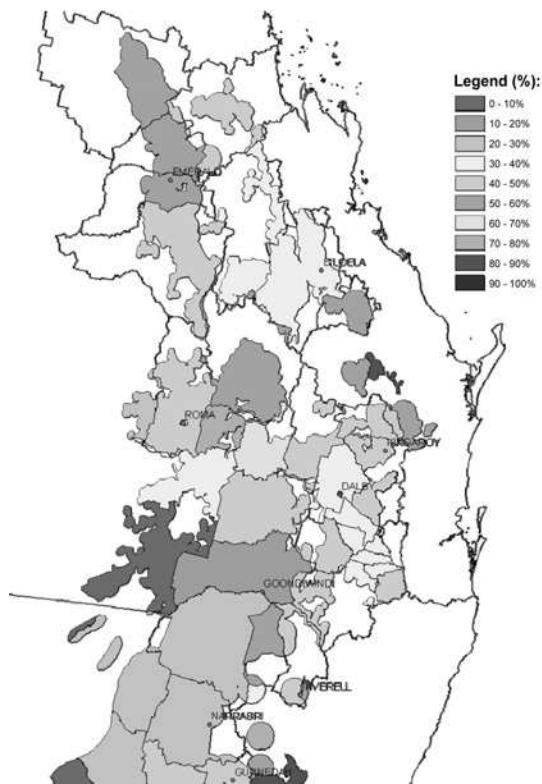 Legend (%):
0 - 10%
10 - 20%
20 - 30%
30 - 40%
40 - 50%
50 - 60%
60 - 70%
70 - 80%
80 - 90%
90 - 100%
EMERALD
BILOELA
ROMA
DALBY
GOONDIWINDI
INVERELL
NARRABRI
GUNNEDAH